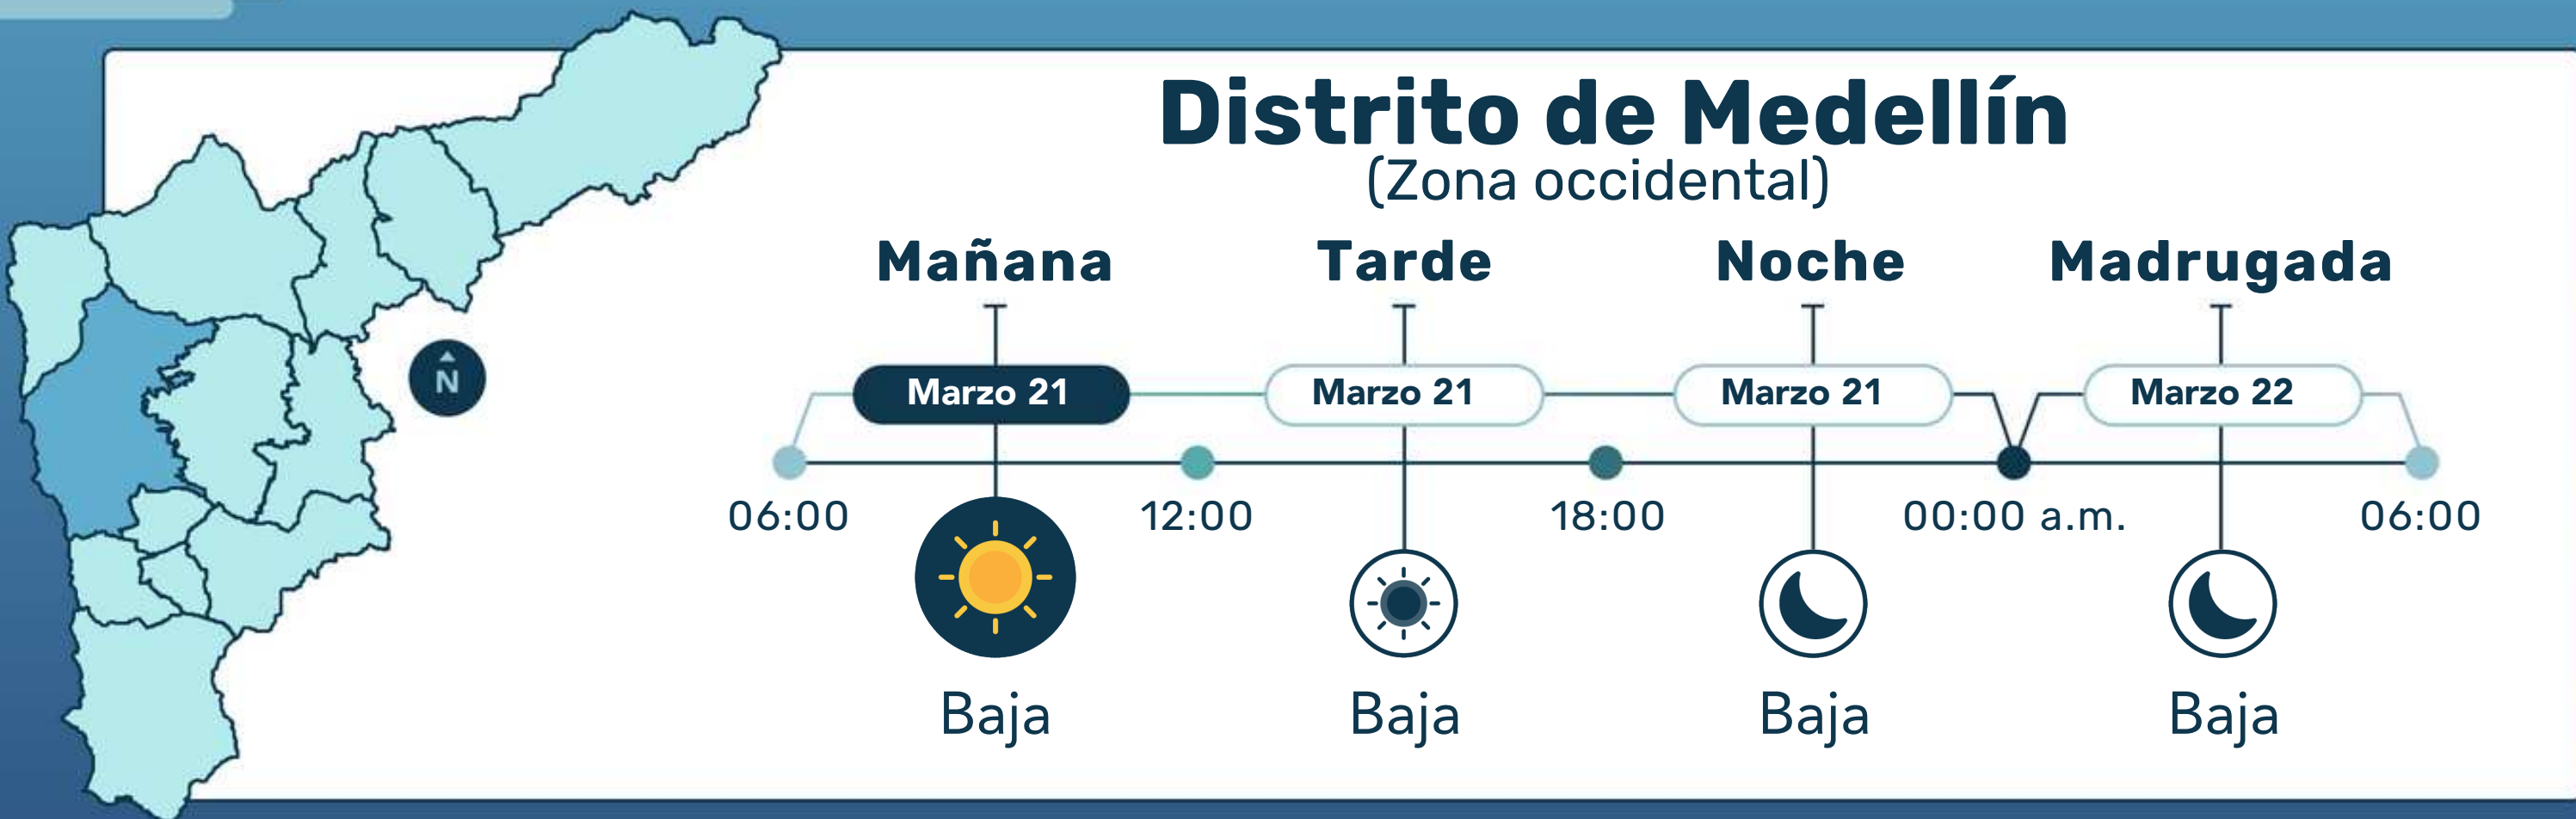 Distrito de Medellín
(Zona occidental)
Mañana Tarde Noche Madrugada
Marzo 21 Marzo 21 Marzo 21 Marzo 22
N
06:00 12:00 18:00 00:00 a.m. 06:00
Baja Baja Baja Baja